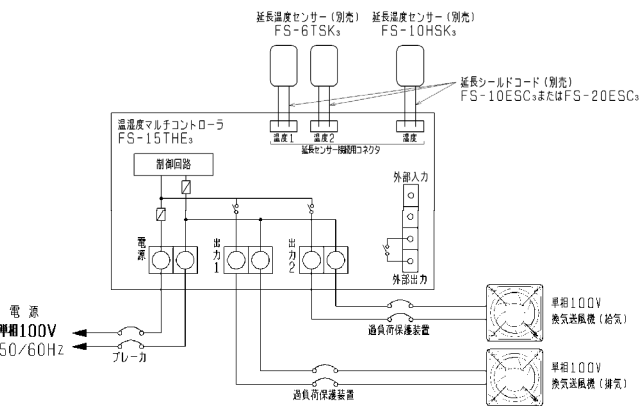 延長温度センサー(別売)
FS-6TSK₃
延長湿度センサー(別売)
FS-10HSK₃
延長シールドコード(別売)
FS-10ESC₃またはFS-20ESC₃
温湿度マルチコントローラ
FS-15THE₃
温度1
温度2
湿度
延長センサー接続用コネクタ
制御回路
外部入力
電源
出力1
出力2
外部出力
電源
単相100V
50/60Hz
ブレーカ
過負荷保護装置
単相100V
換気送風機(給気)
過負荷保護装置
単相100V
換気送風機(排気)